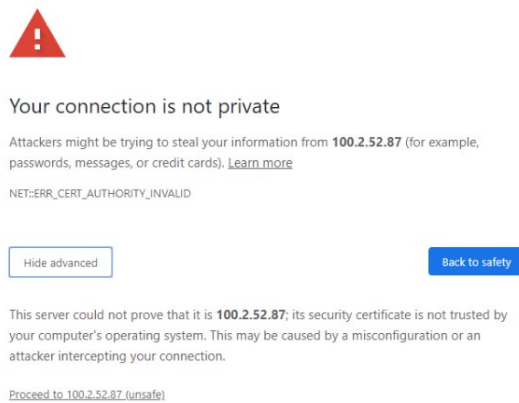 Your connection is not private
Attackers might be trying to steal your information from 100.2.52.87 (for example,
passwords, messages, or credit cards). Learn more
NET::ERR_CERT_AUTHORITY_INVALID
Hide advanced
Back to safety
This server could not prove that it is 100.2.52.87; its security certificate is not trusted by
your computer's operating system. This may be caused by a misconfiguration or an
attacker intercepting your connection.
Proceed to 100.2.52.87 (unsafe)